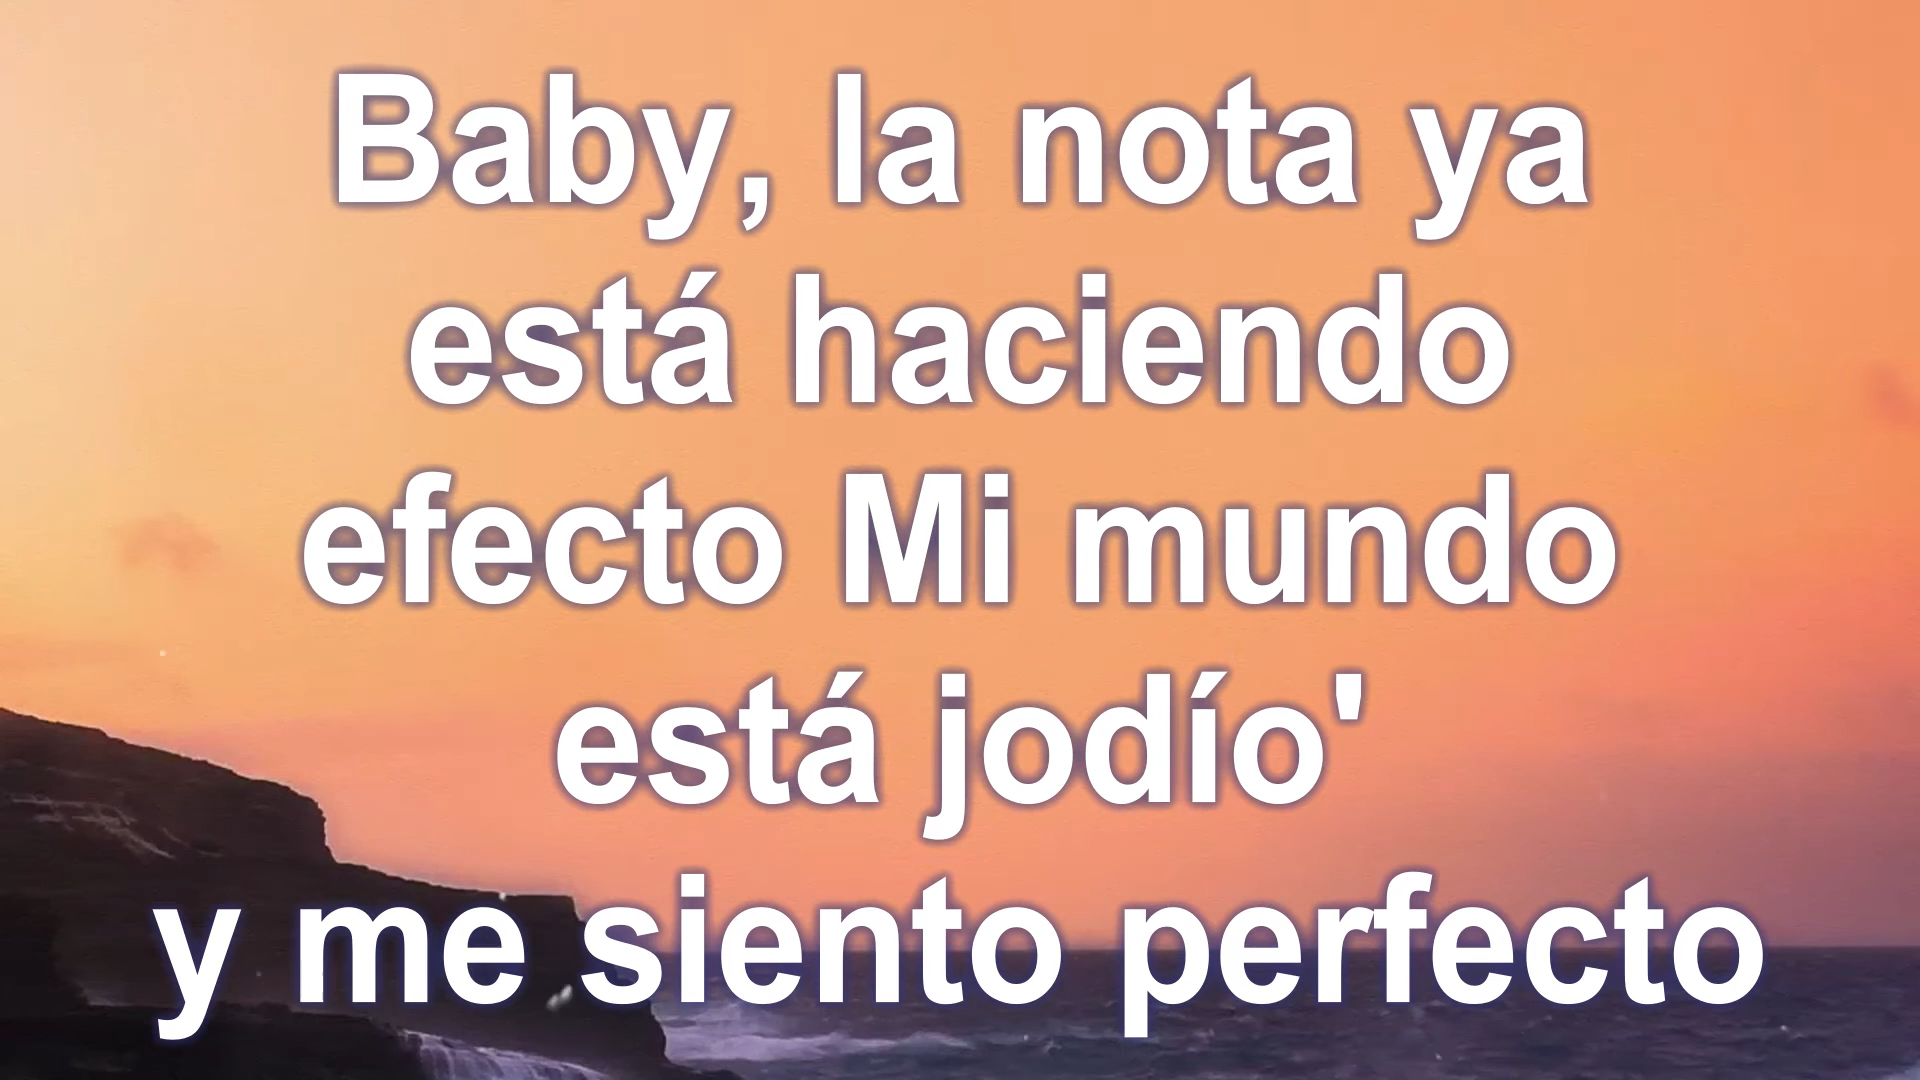 Baby, la nota ya
está haciendo
efecto Mi mundo
está jodío'
y me siento perfecto